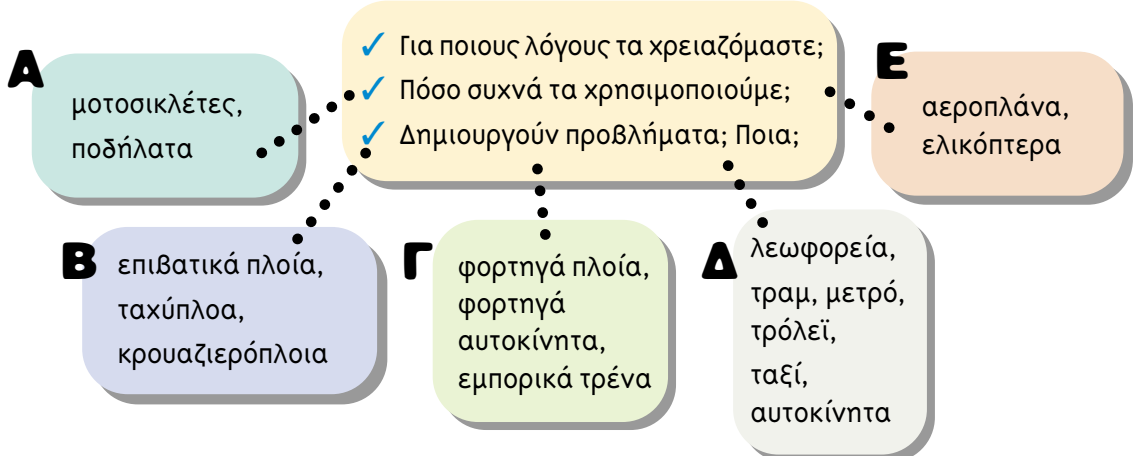 ✓ Για ποιους λόγους τα χρειαζόμαστε;
✓ Πόσο συχνά τα χρησιμοποιούμε;
✓ Δημιουργούν προβλήματα; Ποια;
Α
μοτοσικλέτες,
ποδήλατα
Β
επιβατικά πλοία,
ταχύπλοα,
κρουαζιερόπλοια
Γ
φορτηγά πλοία,
φορτηγά
αυτοκίνητα,
εμπορικά τρένα
Δ
λεωφορεία,
τραμ, μετρό,
τρόλεϊ,
ταξί,
αυτοκίνητα
Ε
αεροπλάνα,
ελικόπτερα